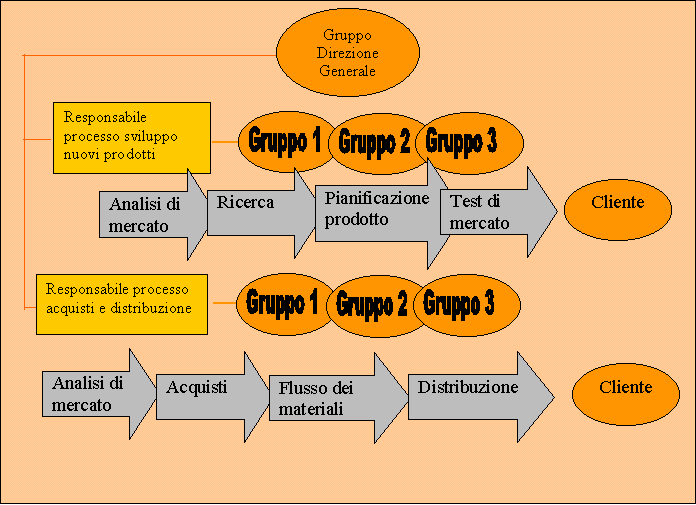 Gruppo
Direzione
Generale
Responsabile
processo sviluppo
nuovi prodotti
Gruppo 1
Gruppo 2
Gruppo 3
Analisi di
mercato
Ricerca
Pianificazione
prodotto
Test di
mercato
Cliente
Responsabile processo
acquisti e distribuzione
Gruppo 1
Gruppo 2
Gruppo 3
Analisi di
mercato
Acquisti
Flusso dei
materiali
Distribuzione
Cliente